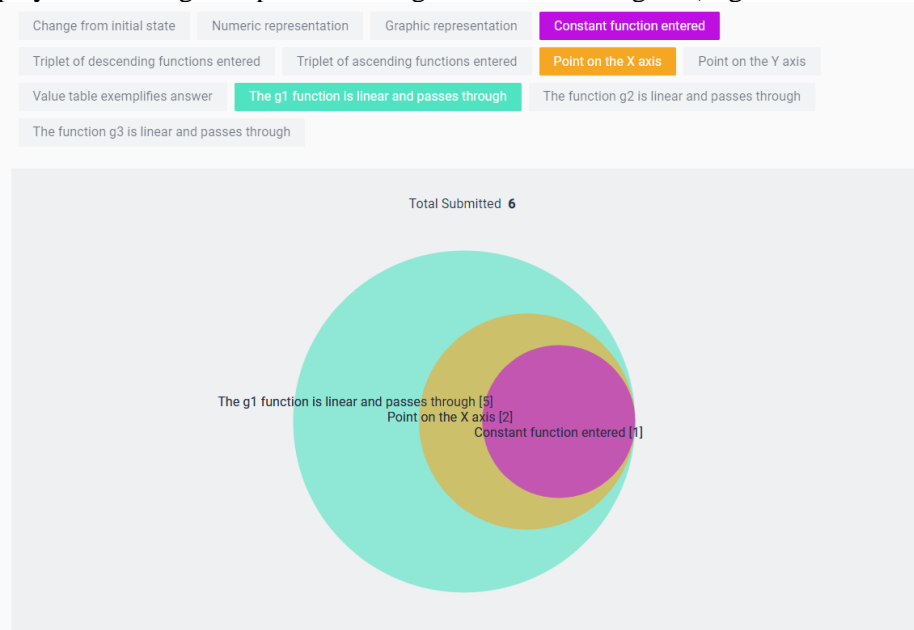 Change from initial state Numeric representation Graphic representation Constant function entered
Triplet of descending functions entered Triplet of ascending functions entered Point on the X axis Point on the Y axis
Value table exemplifies answer The g1 function is linear and passes through The function g2 is linear and passes through
The function g3 is linear and passes through
Total Submitted 6
The g1 function is linear and passes through [5]
Point on the X axis [2]
Constant function entered [1]